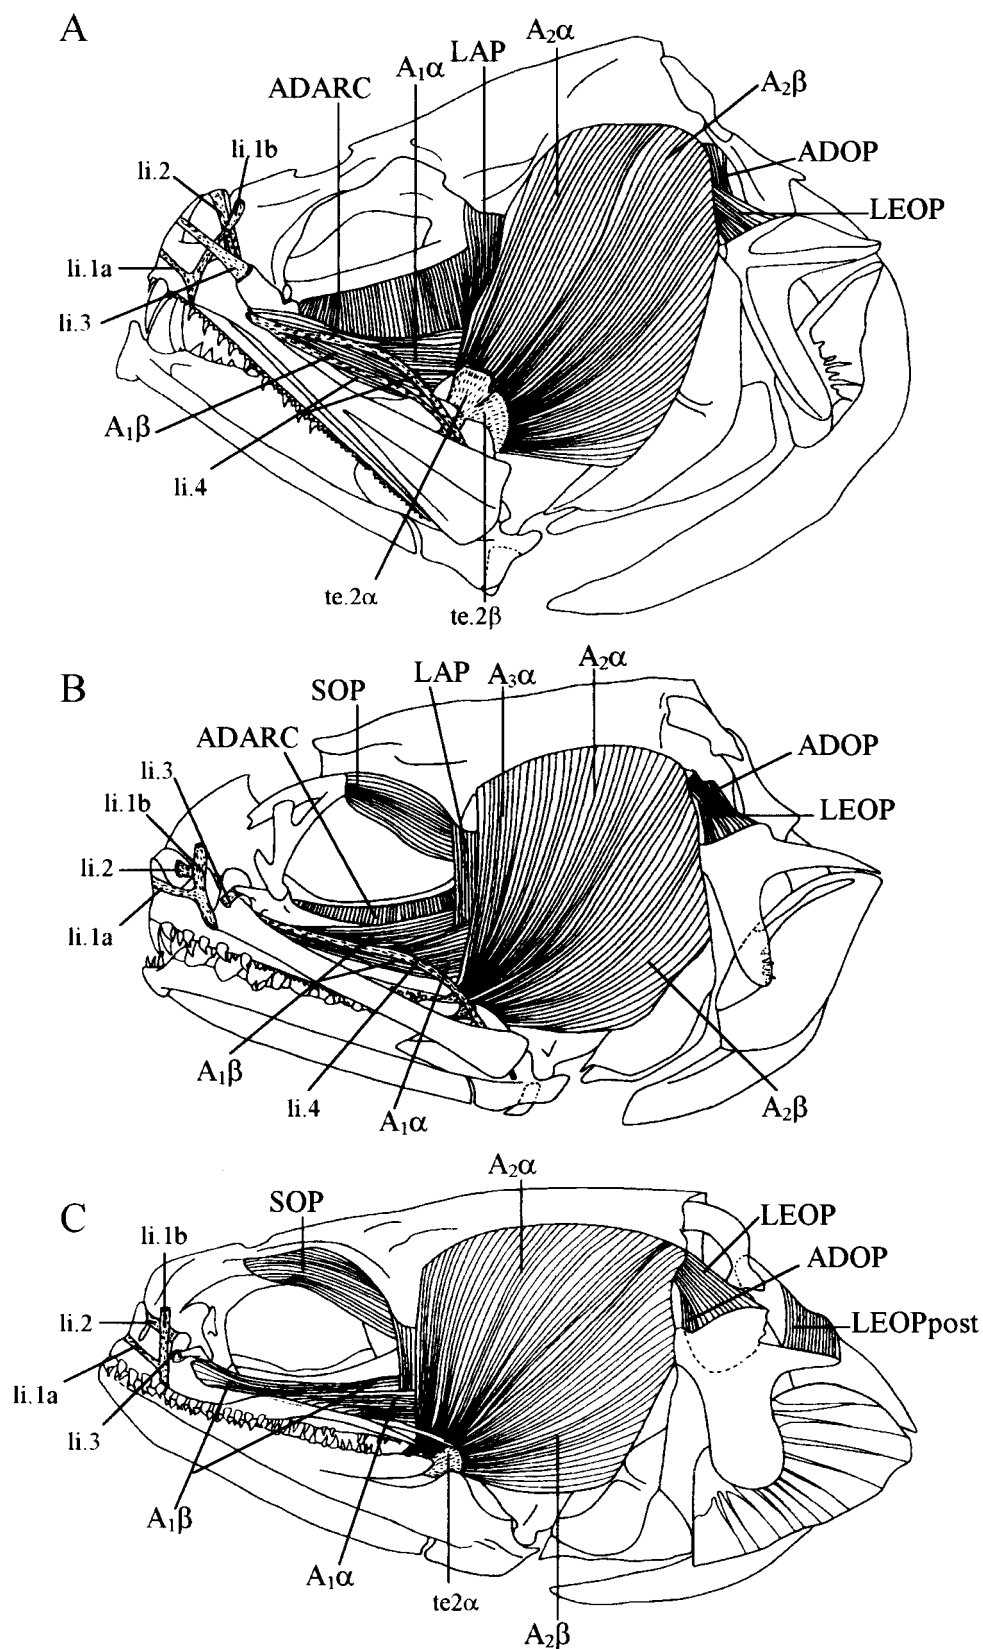 A
A₂α
LAP
A₁α
A₂β
ADARC
li.1b
ADOP
li.2
LEOP
li.1a
li.3
A₁β
li.4
te.2α
te.2β
B
A₂α
LAP
A₃α
SOP
ADARC
ADOP
li.3
li.1b
LEOP
li.2
li.1a
A₁β
li.4
A₁α
A₂β
C
A₂α
SOP
LEOP
li.1b
ADOP
li.2
LEOPpost
li.1a
li.3
A₁β
A₁α
te2α
A₂β